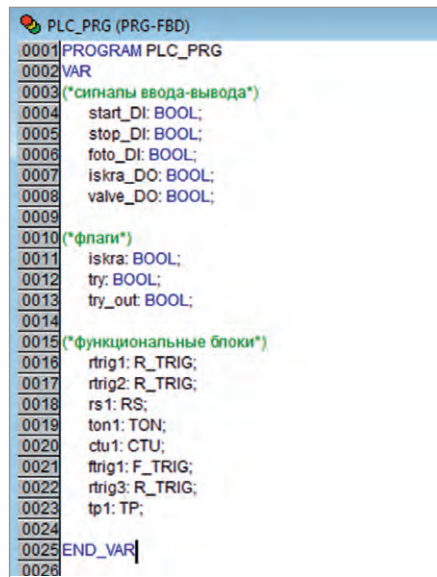 PLC_PRG (PRG-FBD)
0001 PROGRAM PLC_PRG
0002 VAR
0003 (*сигналы ввода-вывода*)
0004 start_DI: BOOL;
0005 stop_DI: BOOL;
0006 foto_DI: BOOL;
0007 iskra_DO: BOOL;
0008 valve_DO: BOOL;
0009
0010 (*флаги*)
0011 iskra: BOOL;
0012 try: BOOL;
0013 try_out: BOOL;
0014
0015 (*функциональные блоки*)
0016 rtrig1: R_TRIG;
0017 rtrig2: R_TRIG;
0018 rs1: RS;
0019 ton1: TON;
0020 ctu1: CTU;
0021 ftrig1: F_TRIG;
0022 rtrig3: R_TRIG;
0023 tp1: TP;
0024
0025 END_VAR
0026